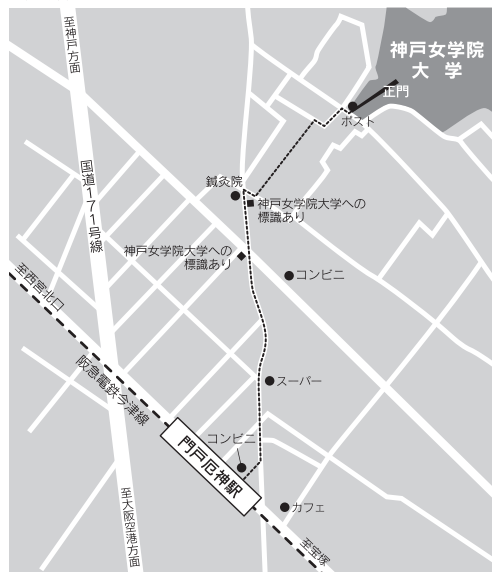 至神戸方面
神戸女学院
大学
正門
ポスト
国道171号線
鍼灸院
神戸女学院大学への
標識あり
神戸女学院大学への
標識あり
コンビニ
至西宮北口
阪急電鉄今津線
スーパー
コンビニ
門戸厄神駅
カフェ
至大阪空港方面
至宝塚